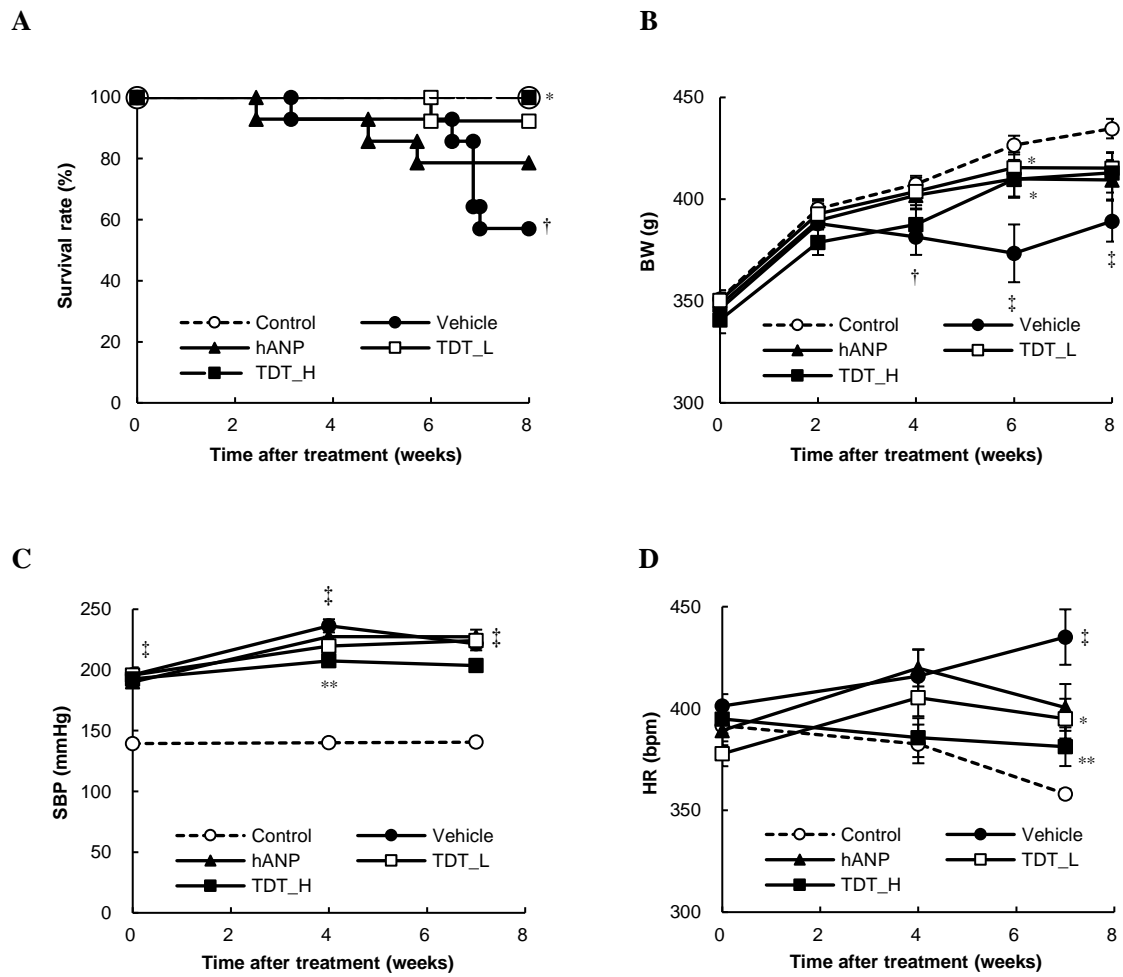 A
Survival rate (%)
100
80
60
40
20
0
*
†
Control
Vehicle
hANP
TDT_L
TDT_H
0 2 4 6 8
Time after treatment (weeks)
B
BW (g)
450
400
350
300
*
*
†
‡
‡
Control
Vehicle
hANP
TDT_L
TDT_H
0 2 4 6 8
Time after treatment (weeks)
C
SBP (mmHg)
250
200
150
100
50
0
‡
‡
‡
**
Control
Vehicle
hANP
TDT_L
TDT_H
0 2 4 6 8
Time after treatment (weeks)
D
HR (bpm)
450
400
350
300
‡
*
**
Control
Vehicle
hANP
TDT_L
TDT_H
0 2 4 6 8
Time after treatment (weeks)